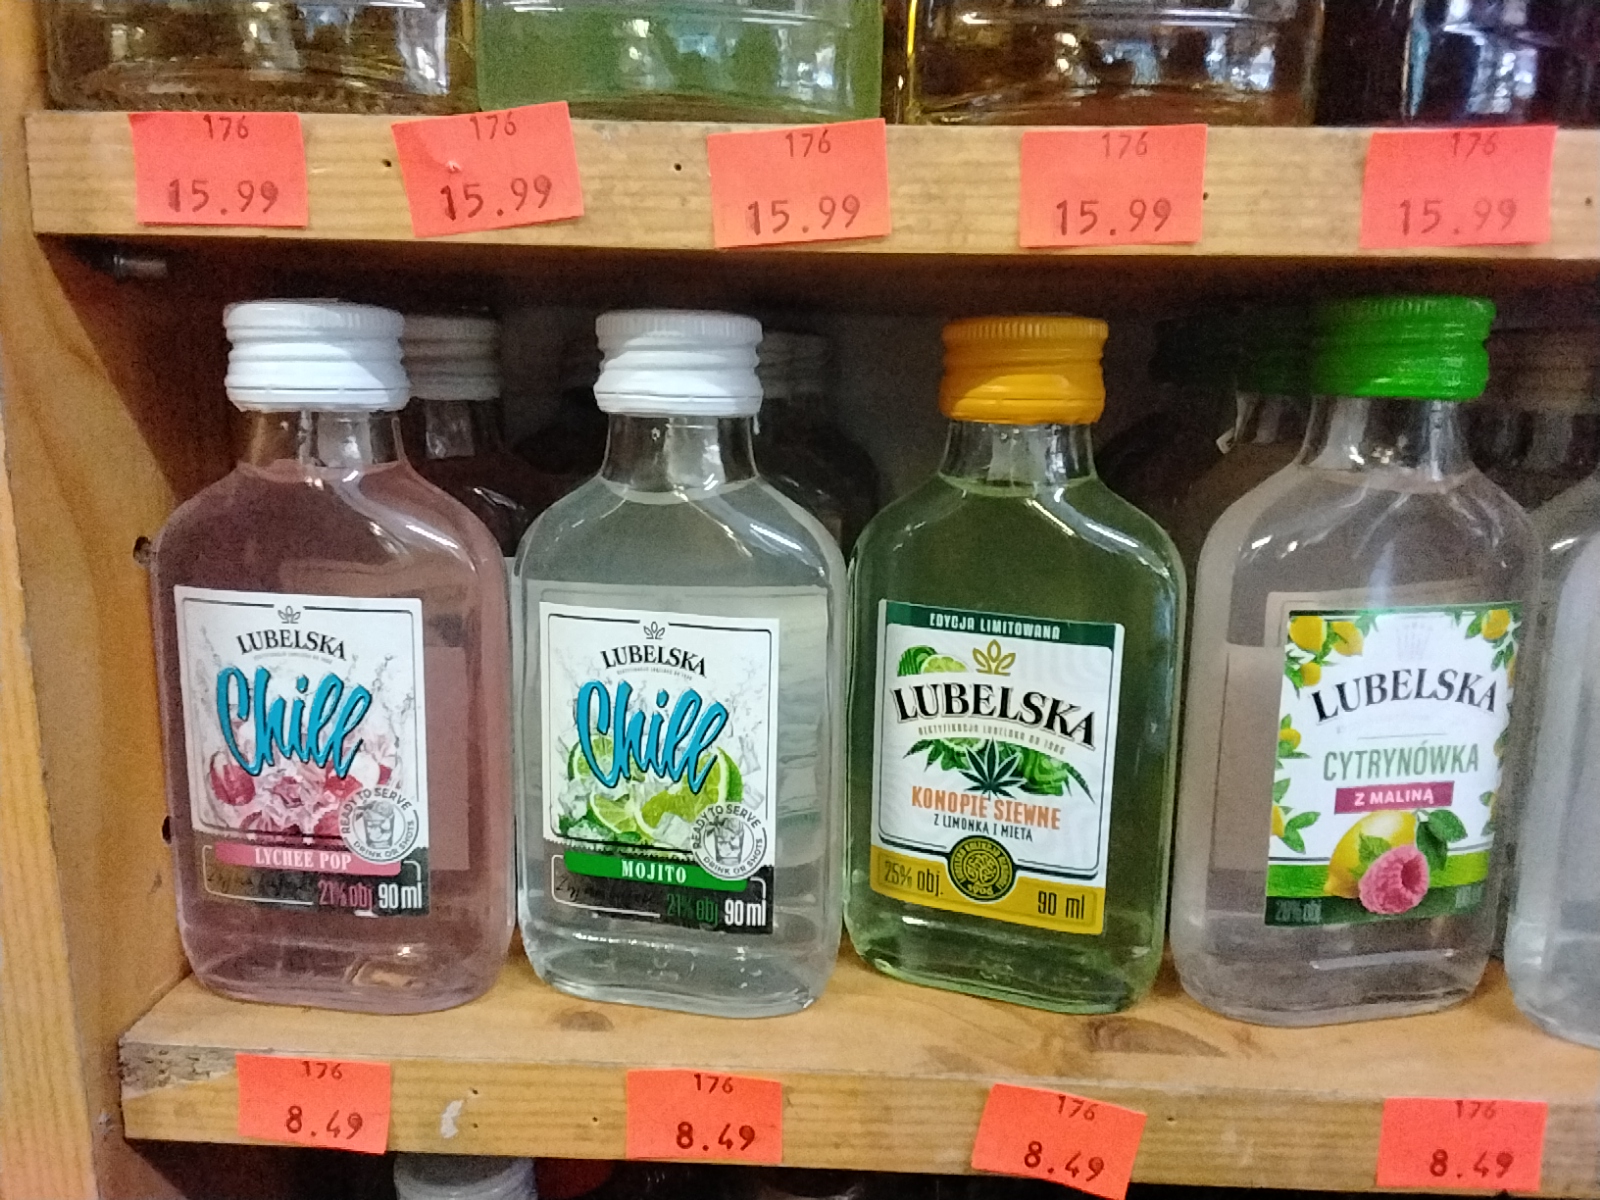 176
15.99
176
15.99
176
15.99
176
15.99
176
15.99
LUBELSKA
Chill
READY TO SERVE
DRINK OR SHOTS
LYCHEE POP
21% obj. 90 ml
LUBELSKA
Chill
READY TO SERVE
DRINK OR SHOTS
MOJITO
21% obj. 90 ml
EDYCJA LIMITOWANA
LUBELSKA
KONOPIE SIEWNE
Z LIMONKĄ I MIĘTĄ
25% obj.
90 ml
LUBELSKA
CYTRYNÓWKA
Z MALINĄ
176
8.49
176
8.49
176
8.49
176
8.49